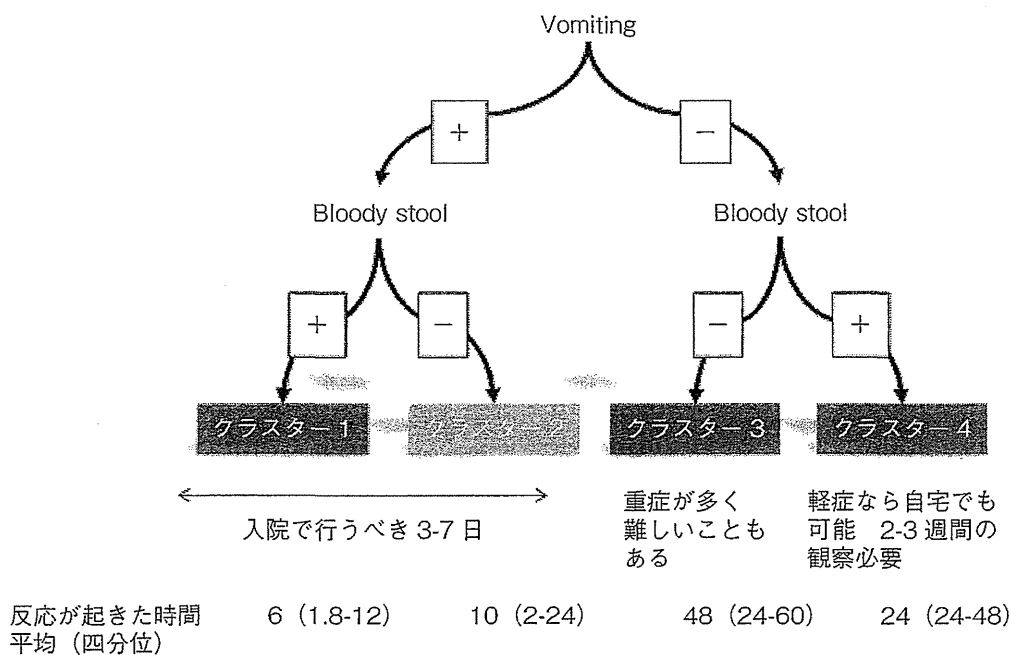 Vomiting
+
−
Bloody stool
Bloody stool
+
−
−
+
クラスター 1
クラスター 2
クラスター 3
クラスター 4
入院で行うべき 3-7 日
重症が多く
難しいことも
ある
軽症なら自宅でも
可能 2-3 週間の
観察必要
反応が起きた時間
平均（四分位）
6（1.8-12）
10（2-24）
48（24-60）
24（24-48）